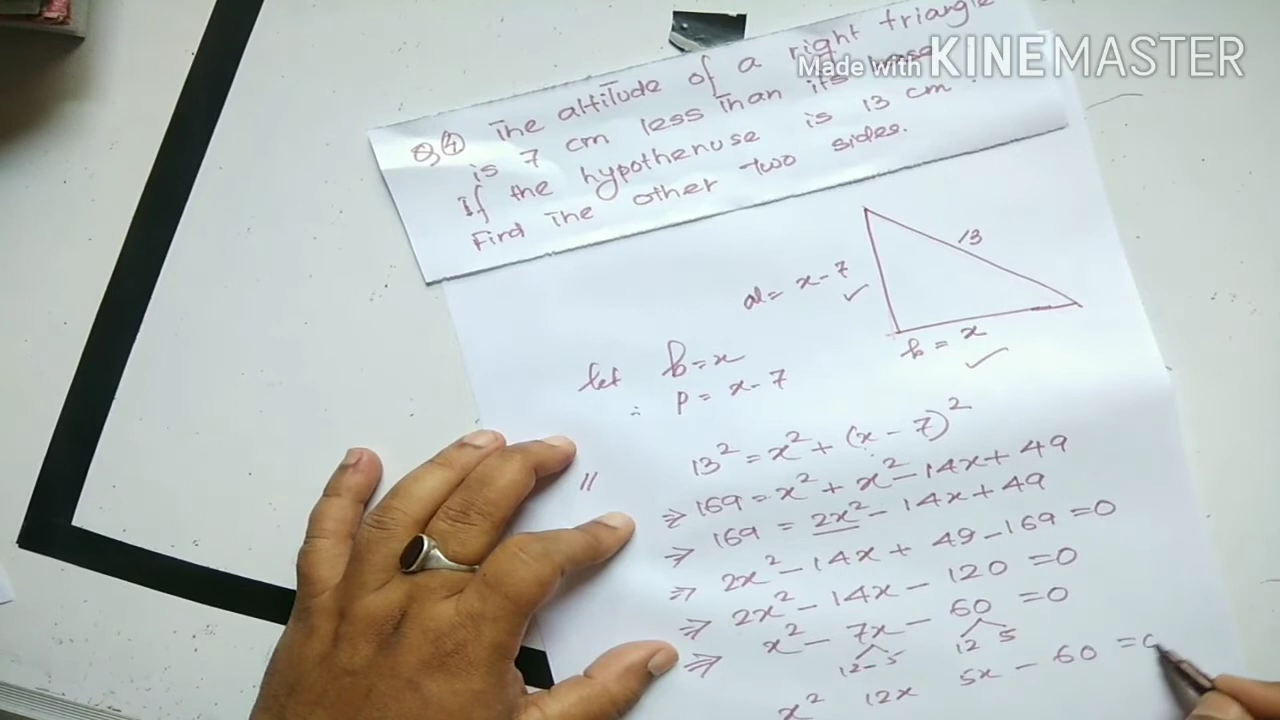 Made with KINEMASTER
Q④ The altitude of a right triangle
is 7 cm less than its base.
If the hypothenuse is 13 cm.
Find the other two sides.
13
al = x-7 ✓
b = x ✓
let b = x
∴ p = x-7
13² = x² + (x-7)²
⇒ 169 = x² + x² - 14x + 49
⇒ 169 = 2x² - 14x + 49
⇒ 2x² - 14x + 49 - 169 = 0
⇒ 2x² - 14x - 120 = 0
⇒ x² - 7x - 60 = 0
12 - 5 12 5
x² 12x 5x - 60 = 0